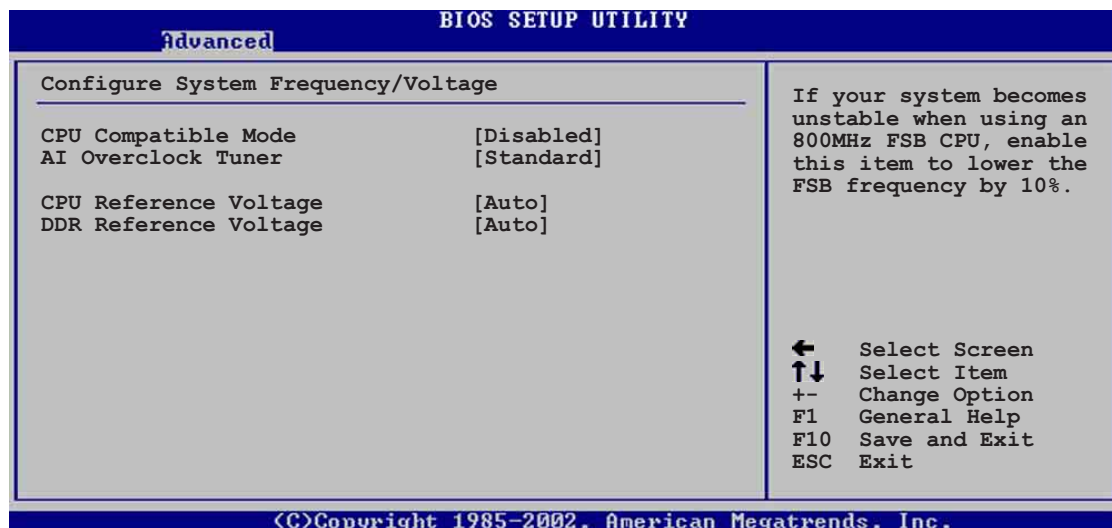 BIOS SETUP UTILITY
Advanced
Configure System Frequency/Voltage
CPU Compatible Mode [Disabled]
AI Overclock Tuner [Standard]
CPU Reference Voltage [Auto]
DDR Reference Voltage [Auto]
If your system becomes
unstable when using an
800MHz FSB CPU, enable
this item to lower the
FSB frequency by 10%.
← Select Screen
↑↓ Select Item
+- Change Option
F1 General Help
F10 Save and Exit
ESC Exit
(C)Copyright 1985-2002, American Megatrends, Inc.